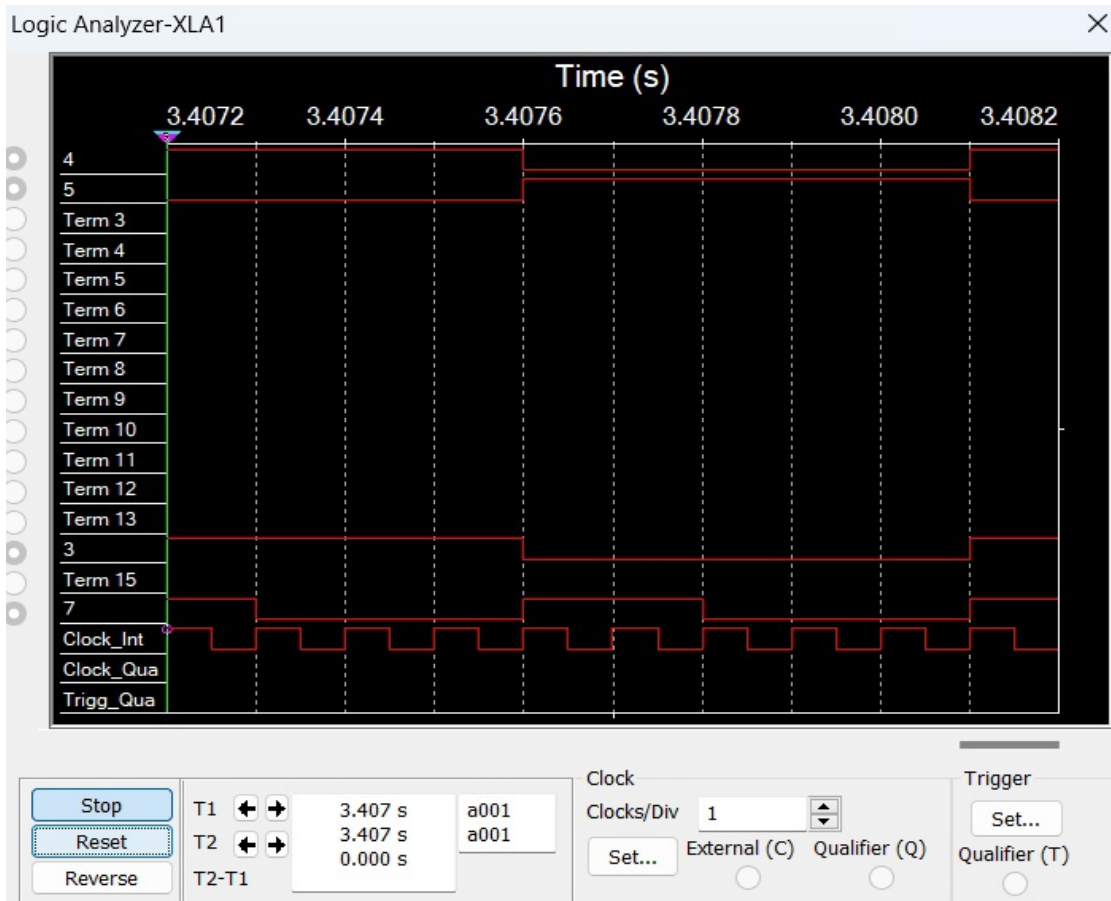 Logic Analyzer-XLA1
Time (s)
3.4072 3.4074 3.4076 3.4078 3.4080 3.4082
4
5
Term 3
Term 4
Term 5
Term 6
Term 7
Term 8
Term 9
Term 10
Term 11
Term 12
Term 13
3
Term 15
7
Clock_Int
Clock_Qua
Trigg_Qua
Stop
Reset
Reverse
T1 3.407 s a001
T2 3.407 s a001
T2-T1 0.000 s
Clock
Clocks/Div 1
Set... External (C) Qualifier (Q)
Trigger
Set...
Qualifier (T)